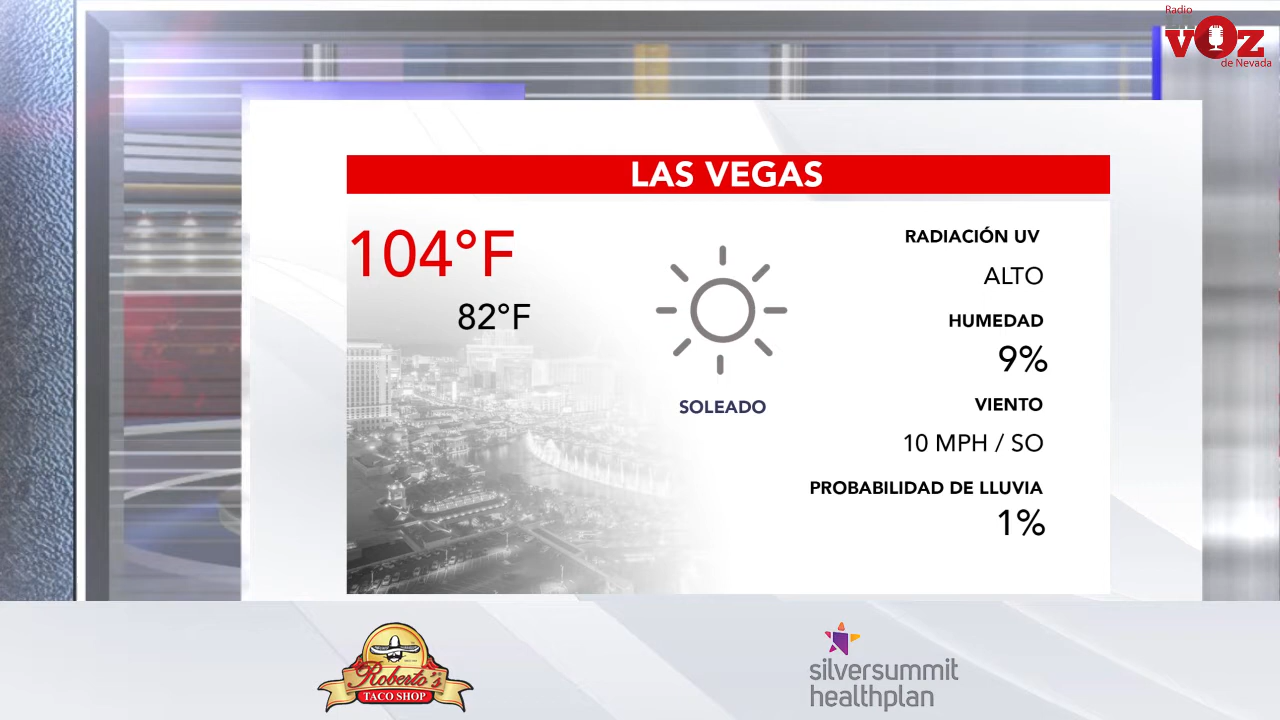 Radio
LA
VOZ
de Nevada
LAS VEGAS
104°F
82°F
SOLEADO
RADIACIÓN UV
ALTO
HUMEDAD
9%
VIENTO
10 MPH / SO
PROBABILIDAD DE LLUVIA
1%
Roberto's
TACO SHOP
silversummit
healthplan